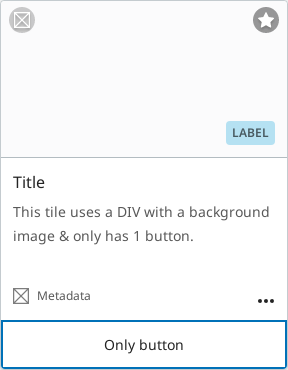 LABEL
Title
This tile uses a DIV with a background
image & only has 1 button.
Metadata
Only button